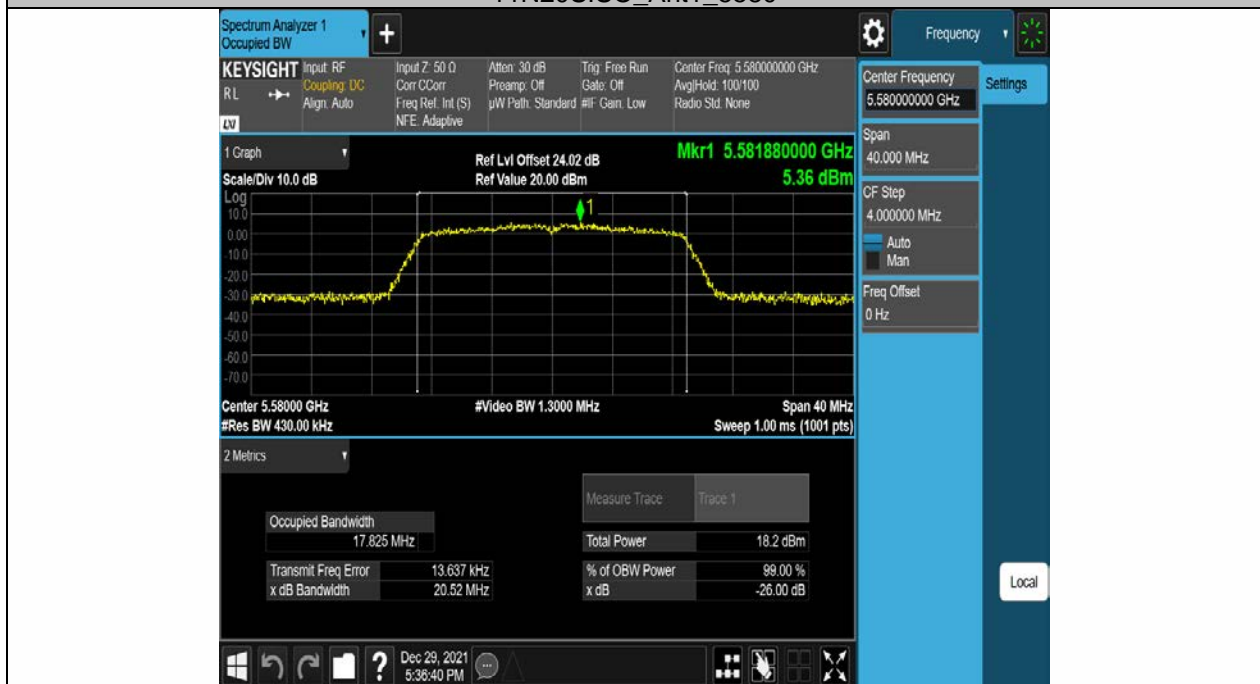 Spectrum Analyzer 1
Occupied BW
+
Frequency
KEYSIGHT
RL
LXI
Input: RF
Coupling: DC
Align: Auto
Input Z: 50 Ω
Corr CCorr
Freq Ref: Int (S)
NFE: Adaptive
Atten: 30 dB
Preamp: Off
µW Path: Standard
Trig: Free Run
Gate: Off
#IF Gain: Low
Center Freq: 5.580000000 GHz
Avg|Hold: 100/100
Radio Std: None
Center Frequency
5.580000000 GHz
Settings
Span
40.000 MHz
CF Step
4.000000 MHz
Auto
Man
Freq Offset
0 Hz
1 Graph
Scale/Div 10.0 dB
Ref Lvl Offset 24.02 dB
Ref Value 20.00 dBm
Mkr1 5.581880000 GHz
5.36 dBm
Log
10.0
0.00
-10.0
-20.0
-30.0
-40.0
-50.0
-60.0
-70.0
1
Center 5.58000 GHz
#Res BW 430.00 kHz
#Video BW 1.3000 MHz
Span 40 MHz
Sweep 1.00 ms (1001 pts)
2 Metrics
Measure Trace Trace 1
Occupied Bandwidth
17.825 MHz
Total Power 18.2 dBm
Transmit Freq Error 13.637 kHz
% of OBW Power 99.00 %
x dB Bandwidth 20.52 MHz
x dB -26.00 dB
Local
?
Dec 29, 2021
5:36:40 PM